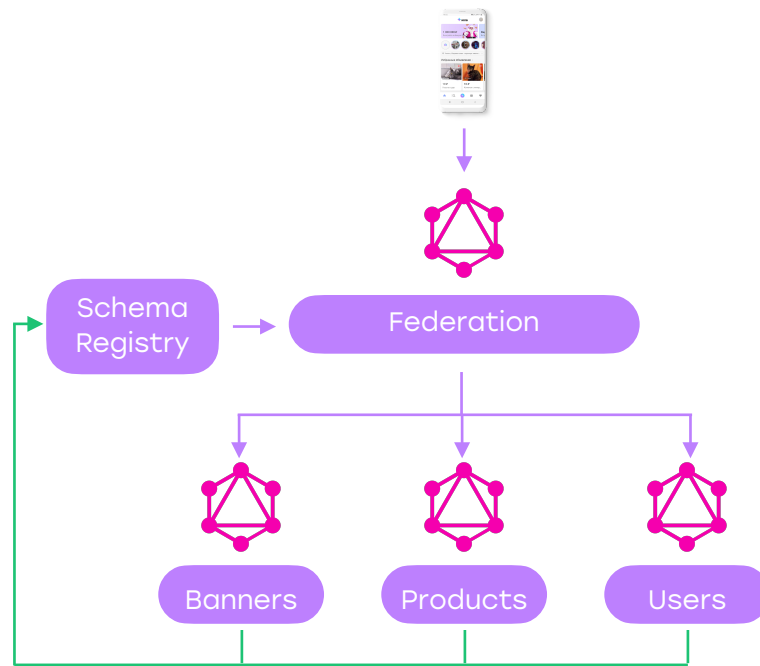 Schema
Registry
Federation
Banners
Products
Users